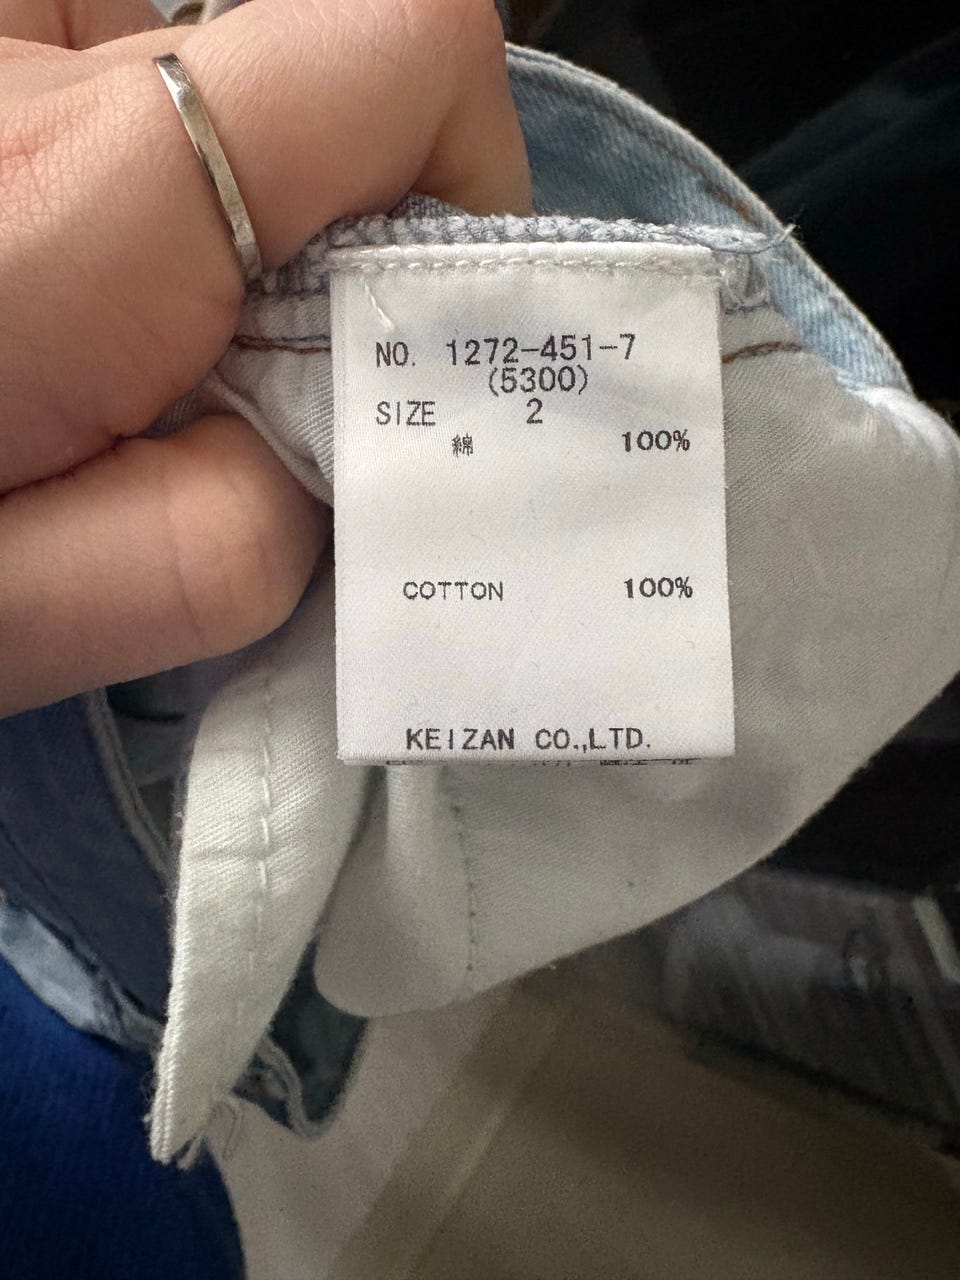 NO. 1272-451-7
(5300)
SIZE 2
綿 100%
COTTON 100%
KEIZAN CO.,LTD.